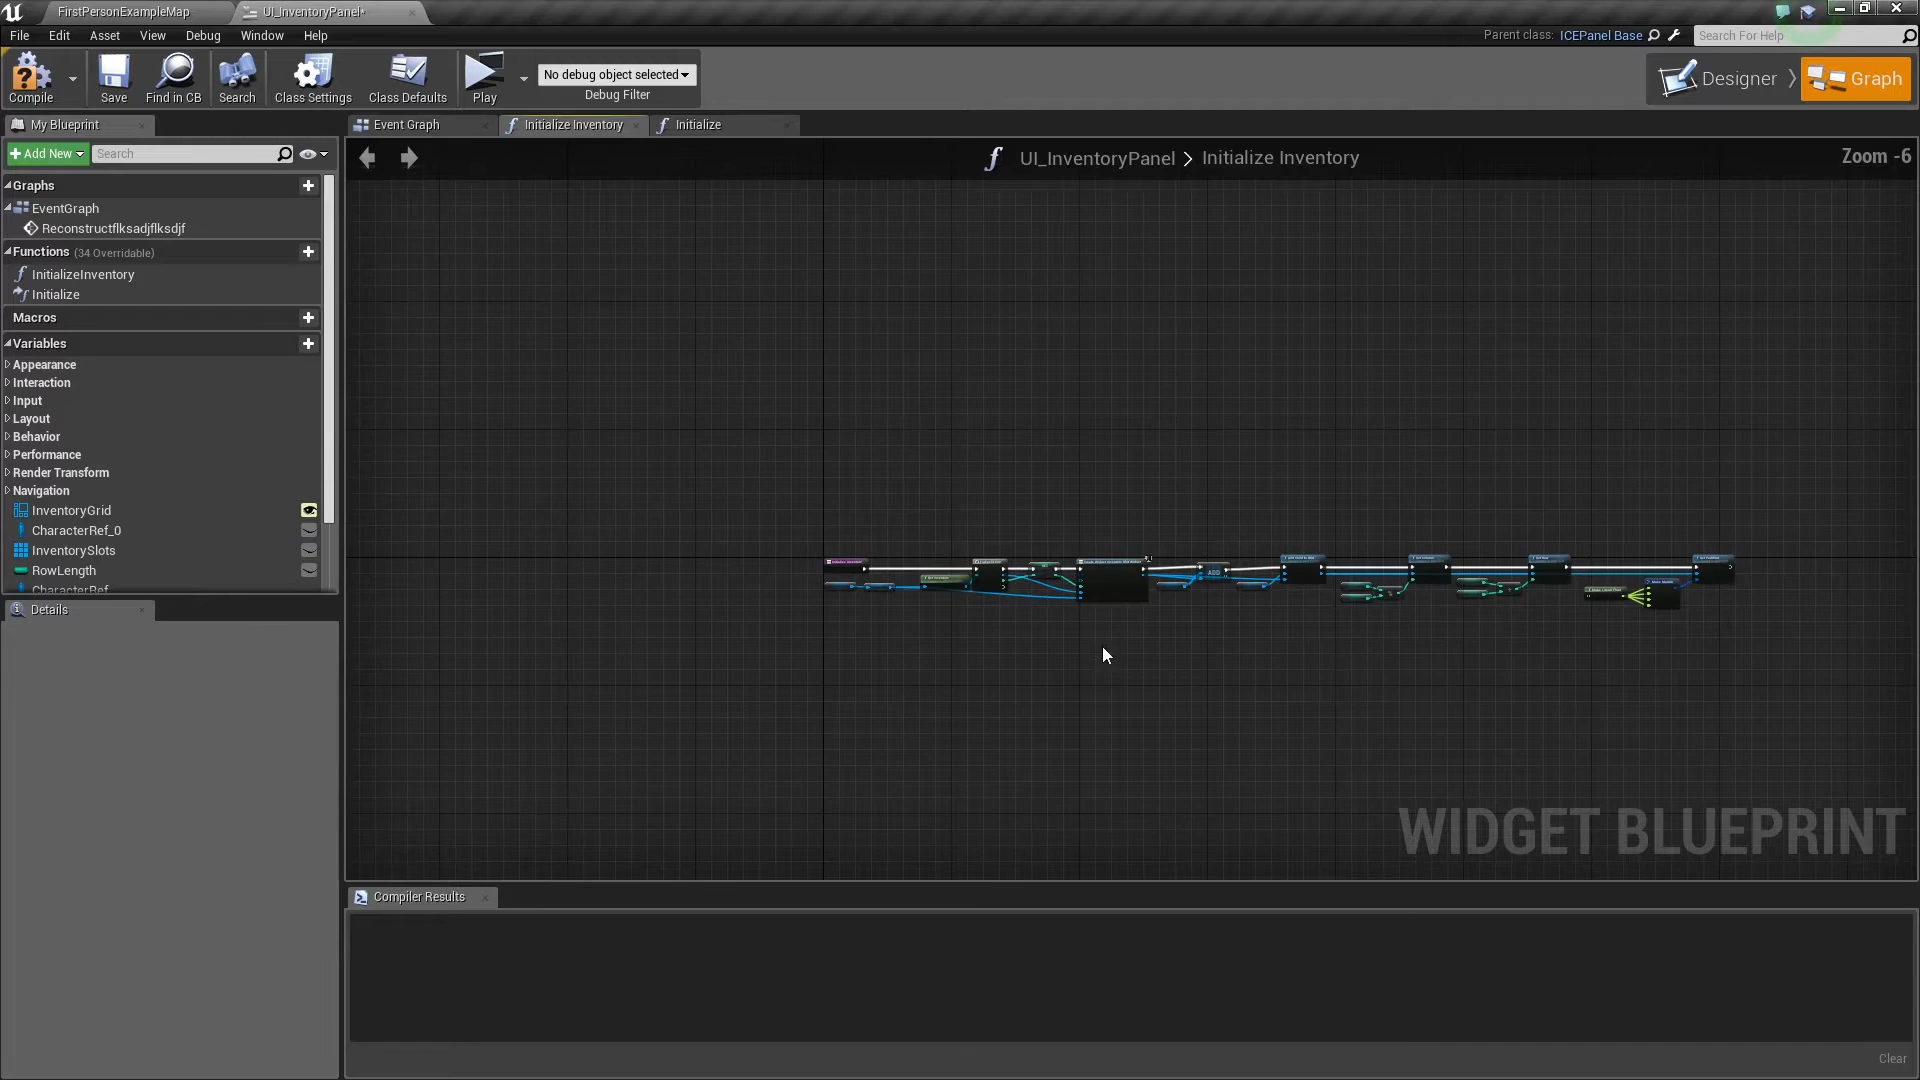 FirstPersonExampleMap
UI_InventoryPanel*
File Edit Asset View Debug Window Help
Parent class: ICEPanel Base
Search For Help
Compile
Save
Find in CB
Search
Class Settings
Class Defaults
Play
No debug object selected
Debug Filter
Designer
Graph
My Blueprint
Event Graph
Initialize Inventory
Initialize
Add New
Search
UI_InventoryPanel > Initialize Inventory
Zoom -6
Graphs
EventGraph
Reconstructflksadjflksdjf
Functions (34 Overridable)
InitializeInventory
Initialize
Macros
Variables
Appearance
Interaction
Input
Layout
Behavior
Performance
Render Transform
Navigation
InventoryGrid
CharacterRef_0
InventorySlots
RowLength
CharacterRef
Details
ADD
WIDGET BLUEPRINT
Compiler Results
Clear